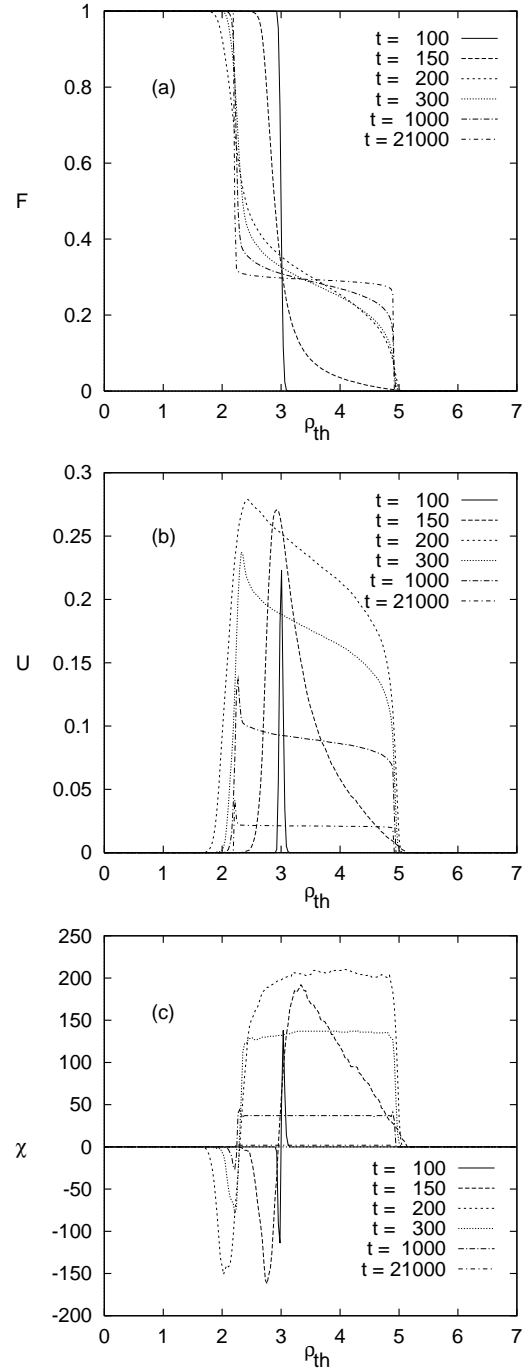 1
0.8
0.6
0.4
0.2
0
F
(a)
t = 100
t = 150
t = 200
t = 300
t = 1000
t = 21000
0 1 2 3 4 5 6 7
ρth
0.3
0.25
0.2
0.15
0.1
0.05
0
U
(b)
t = 100
t = 150
t = 200
t = 300
t = 1000
t = 21000
0 1 2 3 4 5 6 7
ρth
250
200
150
100
50
0
-50
-100
-150
-200
χ
(c)
t = 100
t = 150
t = 200
t = 300
t = 1000
t = 21000
0 1 2 3 4 5 6 7
ρth